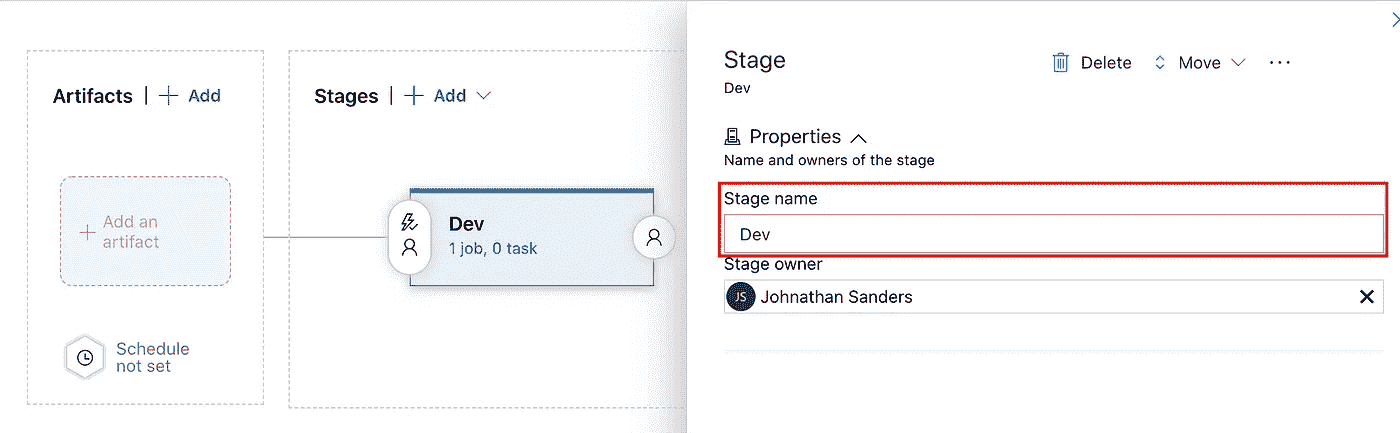 Artifacts | + Add
Add an
artifact
Schedule
not set
Stages | + Add
Dev
1 job, 0 task
Stage
Dev
Delete
Move
...
Properties
Name and owners of the stage
Stage name
Dev
Stage owner
JS Johnathan Sanders